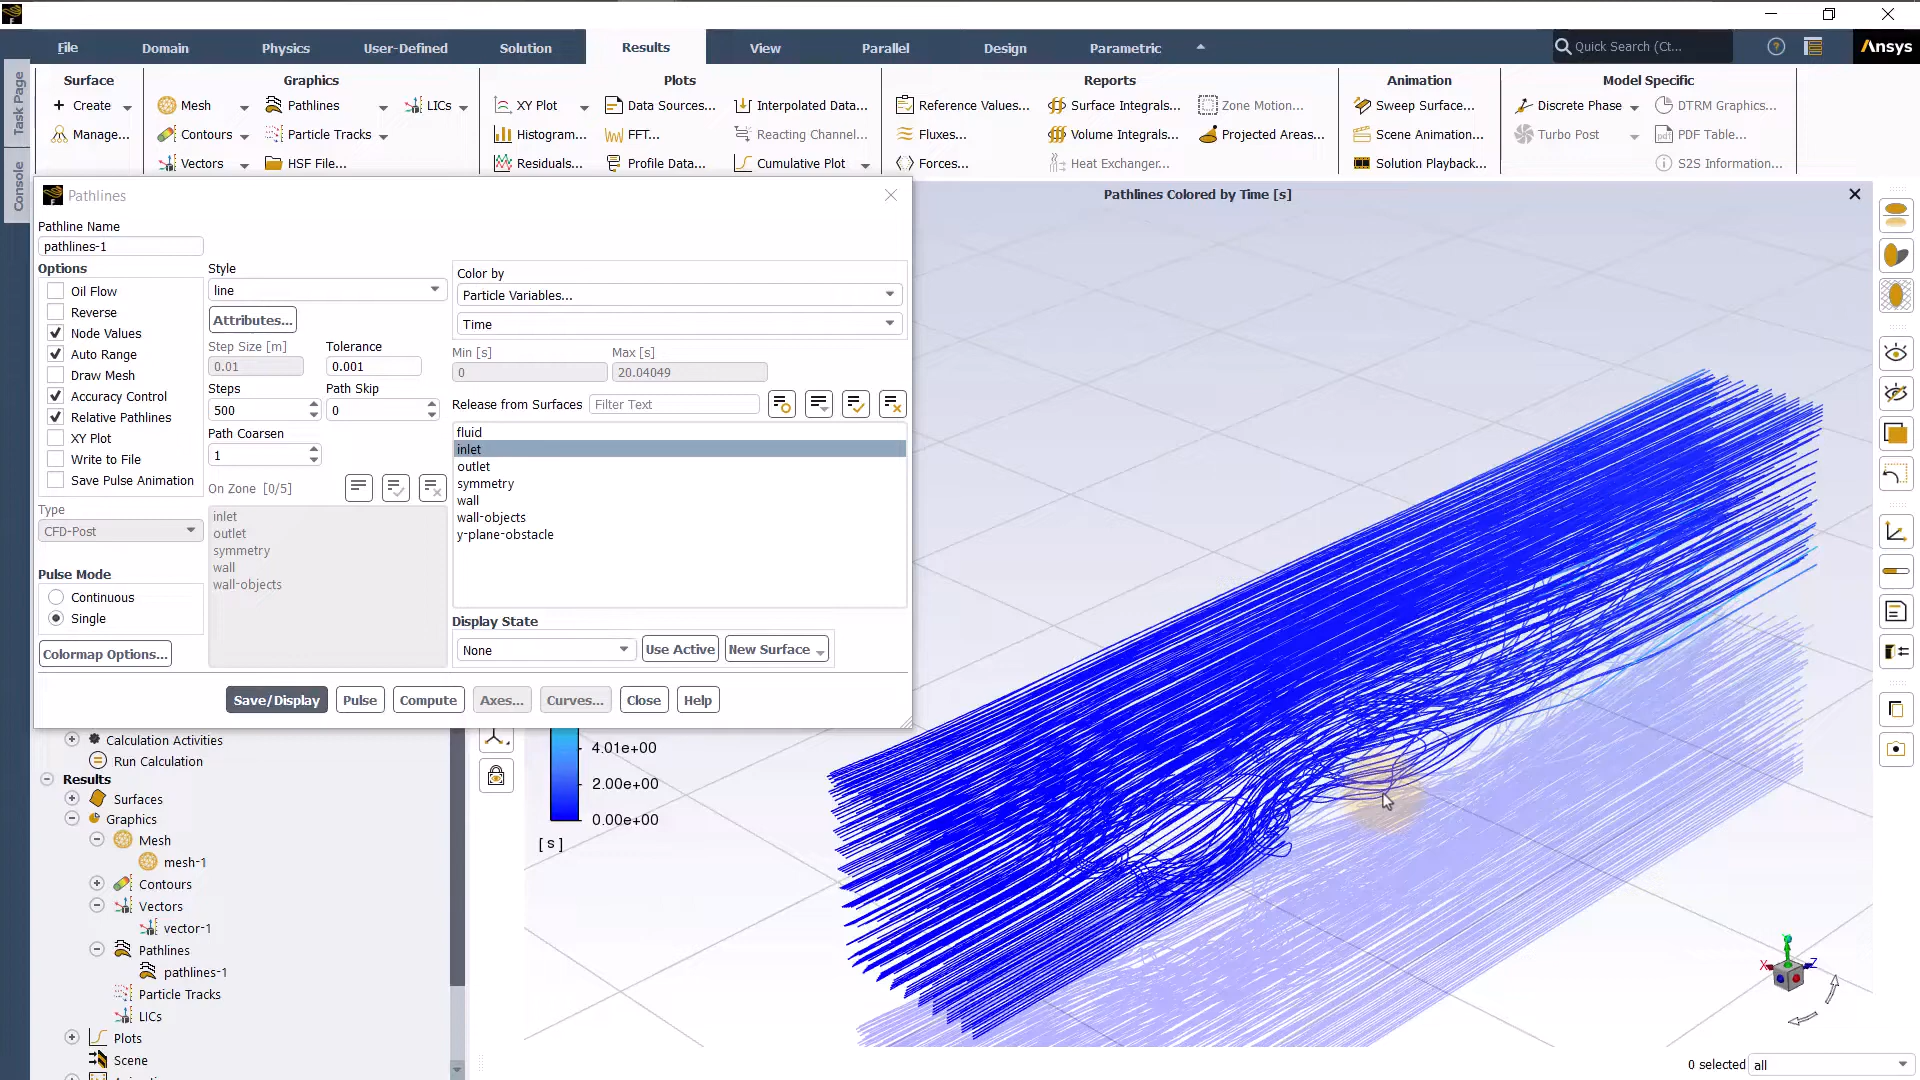 File Domain Physics User-Defined Solution Results View Parallel Design Parametric Quick Search (Ct... Ansys
Task Page
Console
Surface Graphics Plots Reports Animation Model Specific
Create Mesh Pathlines LICs XY Plot Data Sources... Interpolated Data... Reference Values... Surface Integrals... Zone Motion... Sweep Surface... Discrete Phase DTRM Graphics...
Manage... Contours Particle Tracks Histogram... FFT... Reacting Channel... Fluxes... Volume Integrals... Projected Areas... Scene Animation... Turbo Post PDF Table...
Vectors HSF File... Residuals... Profile Data... Cumulative Plot Forces... Heat Exchanger... Solution Playback... S2S Information...
Pathlines
Pathlines Colored by Time [s]
Pathline Name
pathlines-1
Options
Oil Flow
Reverse
Node Values
Auto Range
Draw Mesh
Accuracy Control
Relative Pathlines
XY Plot
Write to File
Save Pulse Animation
Type
CFD-Post
Pulse Mode
Continuous
Single
Colormap Options...
Style
line
Attributes...
Step Size [m] Tolerance
0.01 0.001
Steps Path Skip
500 0
Path Coarsen
1
On Zone [0/5]
inlet
outlet
symmetry
wall
wall-objects
Color by
Particle Variables...
Time
Min [s] Max [s]
0 20.04049
Release from Surfaces Filter Text
fluid
inlet
outlet
symmetry
wall
wall-objects
y-plane-obstacle
Display State
None Use Active New Surface
Save/Display Pulse Compute Axes... Curves... Close Help
Calculation Activities
Run Calculation
Results
Surfaces
Graphics
Mesh
mesh-1
Contours
Vectors
vector-1
Pathlines
pathlines-1
Particle Tracks
LICs
Plots
Scene
4.01e+00
2.00e+00
0.00e+00
[ s ]
X Z
0 selected all